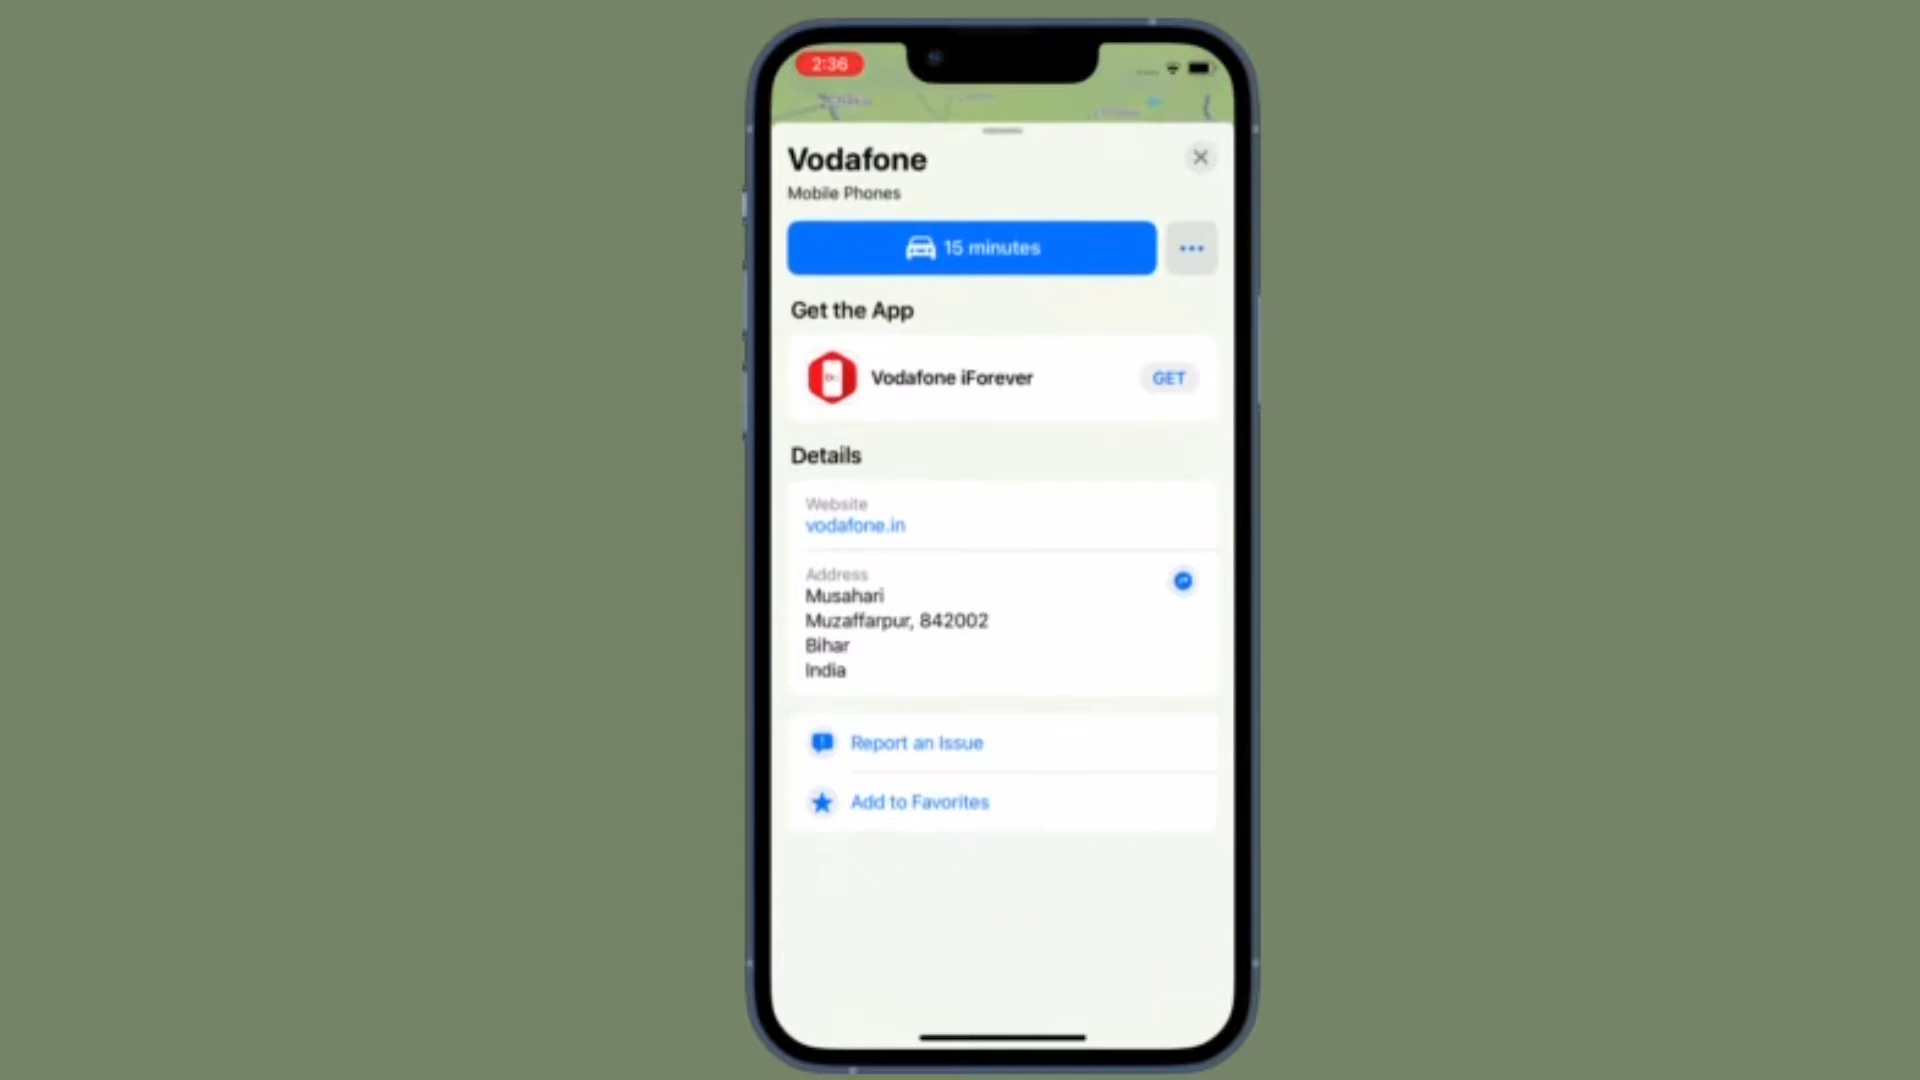 2:36
Vodafone
Mobile Phones
15 minutes
Get the App
Vodafone iForever
GET
Details
Website
vodafone.in
Address
Musahari
Muzaffarpur, 842002
Bihar
India
Report an Issue
Add to Favorites